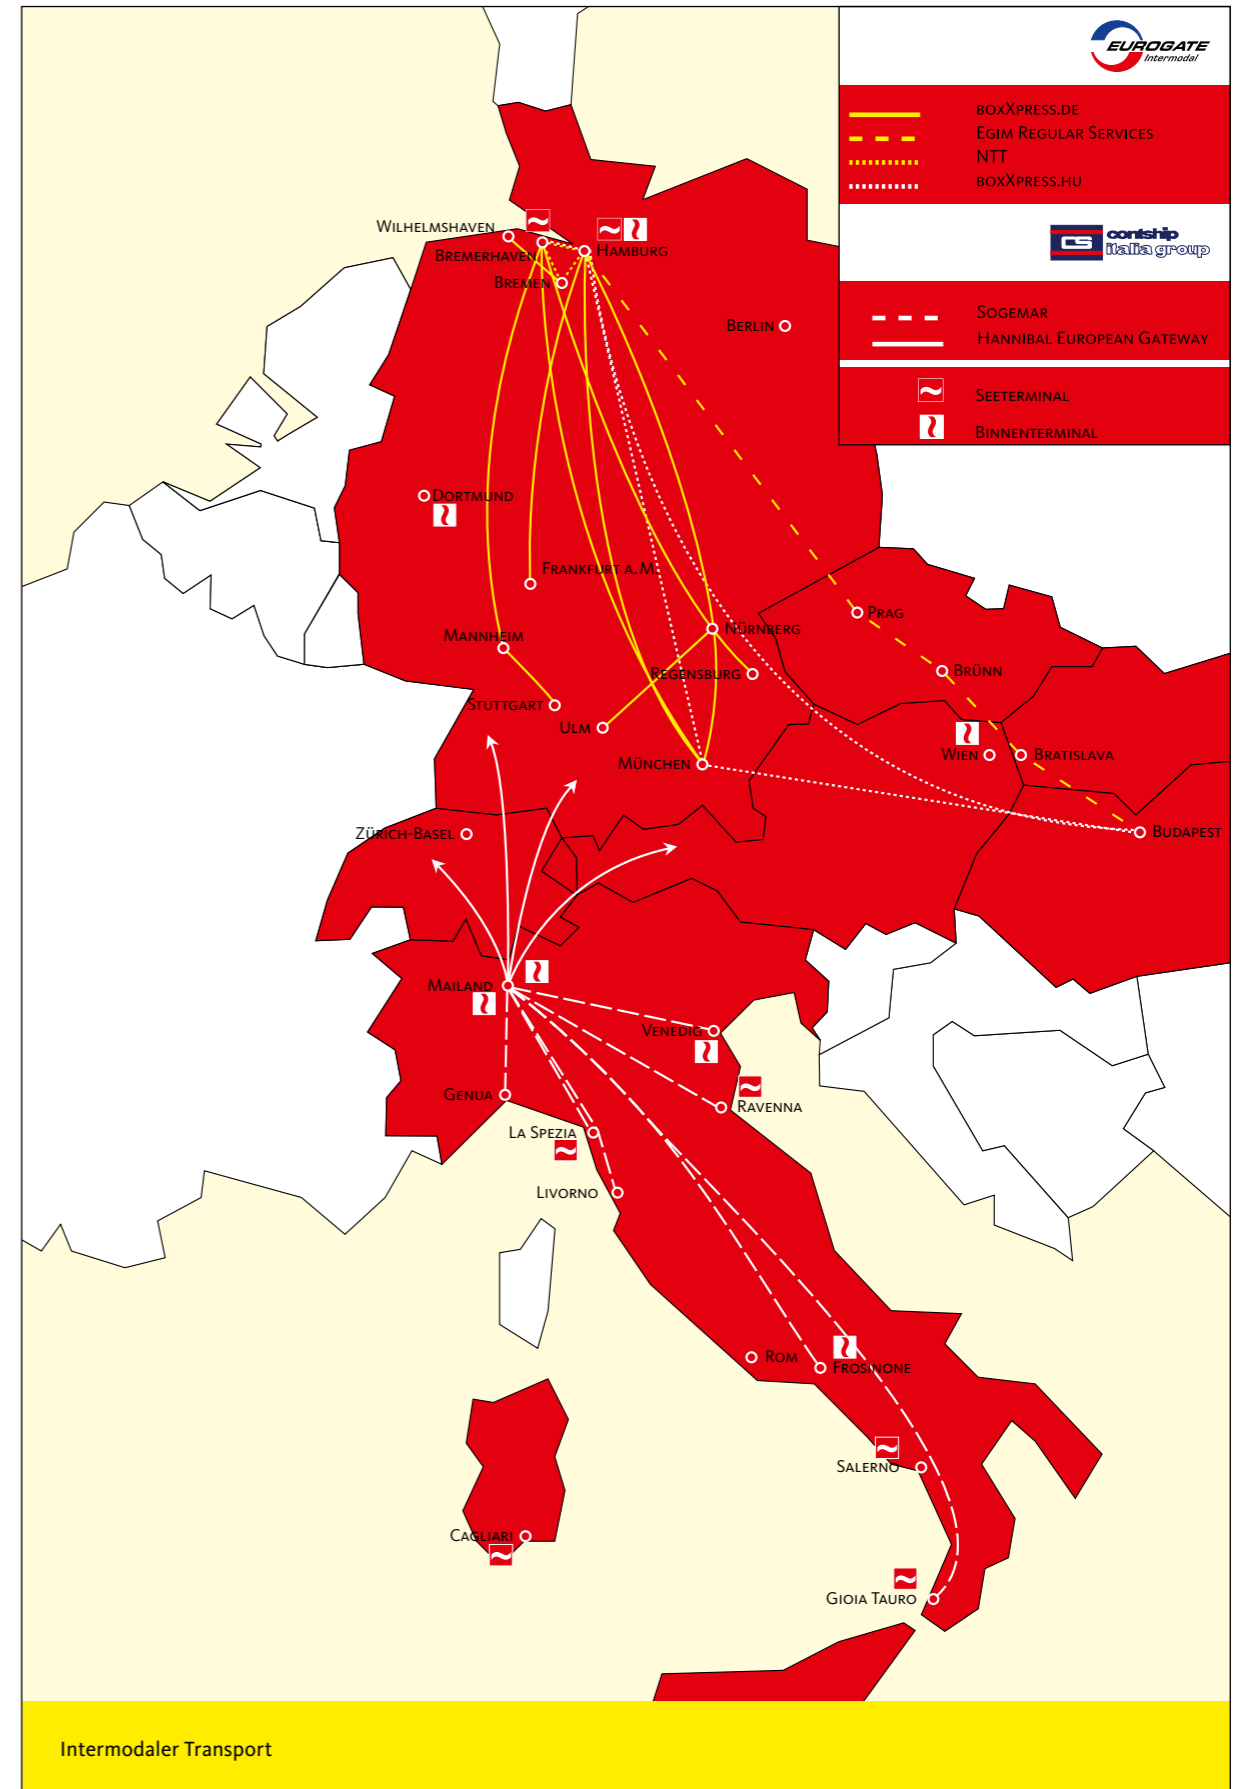 EUROGATE
Intermodal
boxXpress.de
Egim Regular Services
NTT
boxXpress.hu
Wilhelmshaven
Bremerhaven
Hamburg
CS contship
italia group
Bremen
Sogemar
Berlin
Hannibal European Gateway
Seeterminal
Binnenterminal
Dortmund
Frankfurt a. M.
Prag
Nürnberg
Mannheim
Regensburg
Brünn
Stuttgart
Ulm
Wien
Bratislava
München
Zürich-Basel
Budapest
Mailand
Venedig
Genua
Ravenna
La Spezia
Livorno
Rom
Frosinone
Salerno
Cagliari
Gioia Tauro
Intermodaler Transport